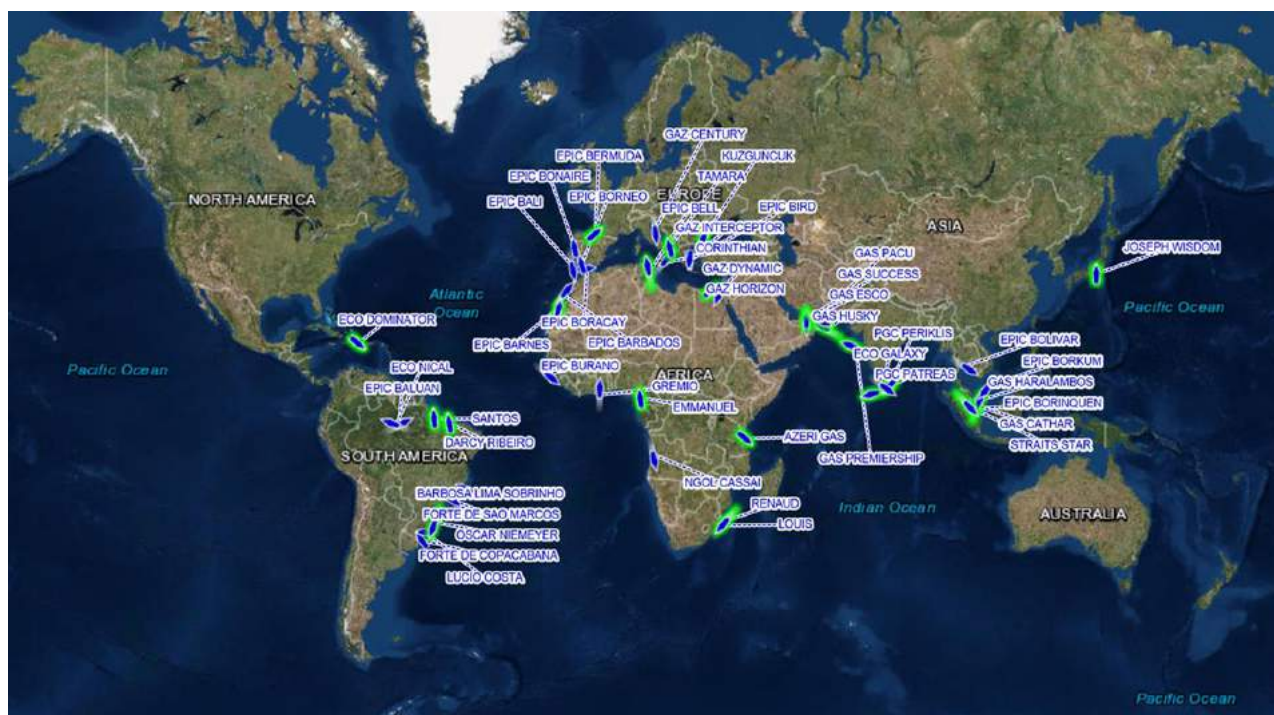 GAZ CENTURY
EPIC BERMUDA
KUZGUNCUK
EPIC BONAIRE
TAMARA
NORTH AMERICA
EPIC BALI
EPIC BORNEO
EUROPE
EPIC BELL
EPIC BIRD
GAZ INTERCEPTOR
ASIA
CORINTHIAN
JOSEPH WISDOM
GAS PACU
GAZ DYNAMIC
GAS SUCCESS
GAZ HORIZON
GAS ESCO
Atlantic
Ocean
Pacific Ocean
ECO DOMINATOR
GAS HUSKY
EPIC BORACAY
PGC PERIKLIS
EPIC BOLIVAR
EPIC BARNES
EPIC BARBADOS
ECO GALAXY
EPIC BORKUM
Pacific Ocean
ECO NICAL
EPIC BURANO
AFRICA
PGC PATREAS
GAS HARALAMBOS
EPIC BALUAN
GREMIO
EPIC BORINQUEN
EMMANUEL
SANTOS
GAS CATHAR
DARCY RIBEIRO
AZERI GAS
STRAITS STAR
SOUTH AMERICA
GAS PREMIERSHIP
NGOL CASSAI
BARBOSA LIMA SOBRINHO
RENAUD
Indian Ocean
FORTE DE SAO MARCOS
AUSTRALIA
LOUIS
OSCAR NIEMEYER
FORTE DE COPACABANA
LUCIO COSTA
Pacific Ocean